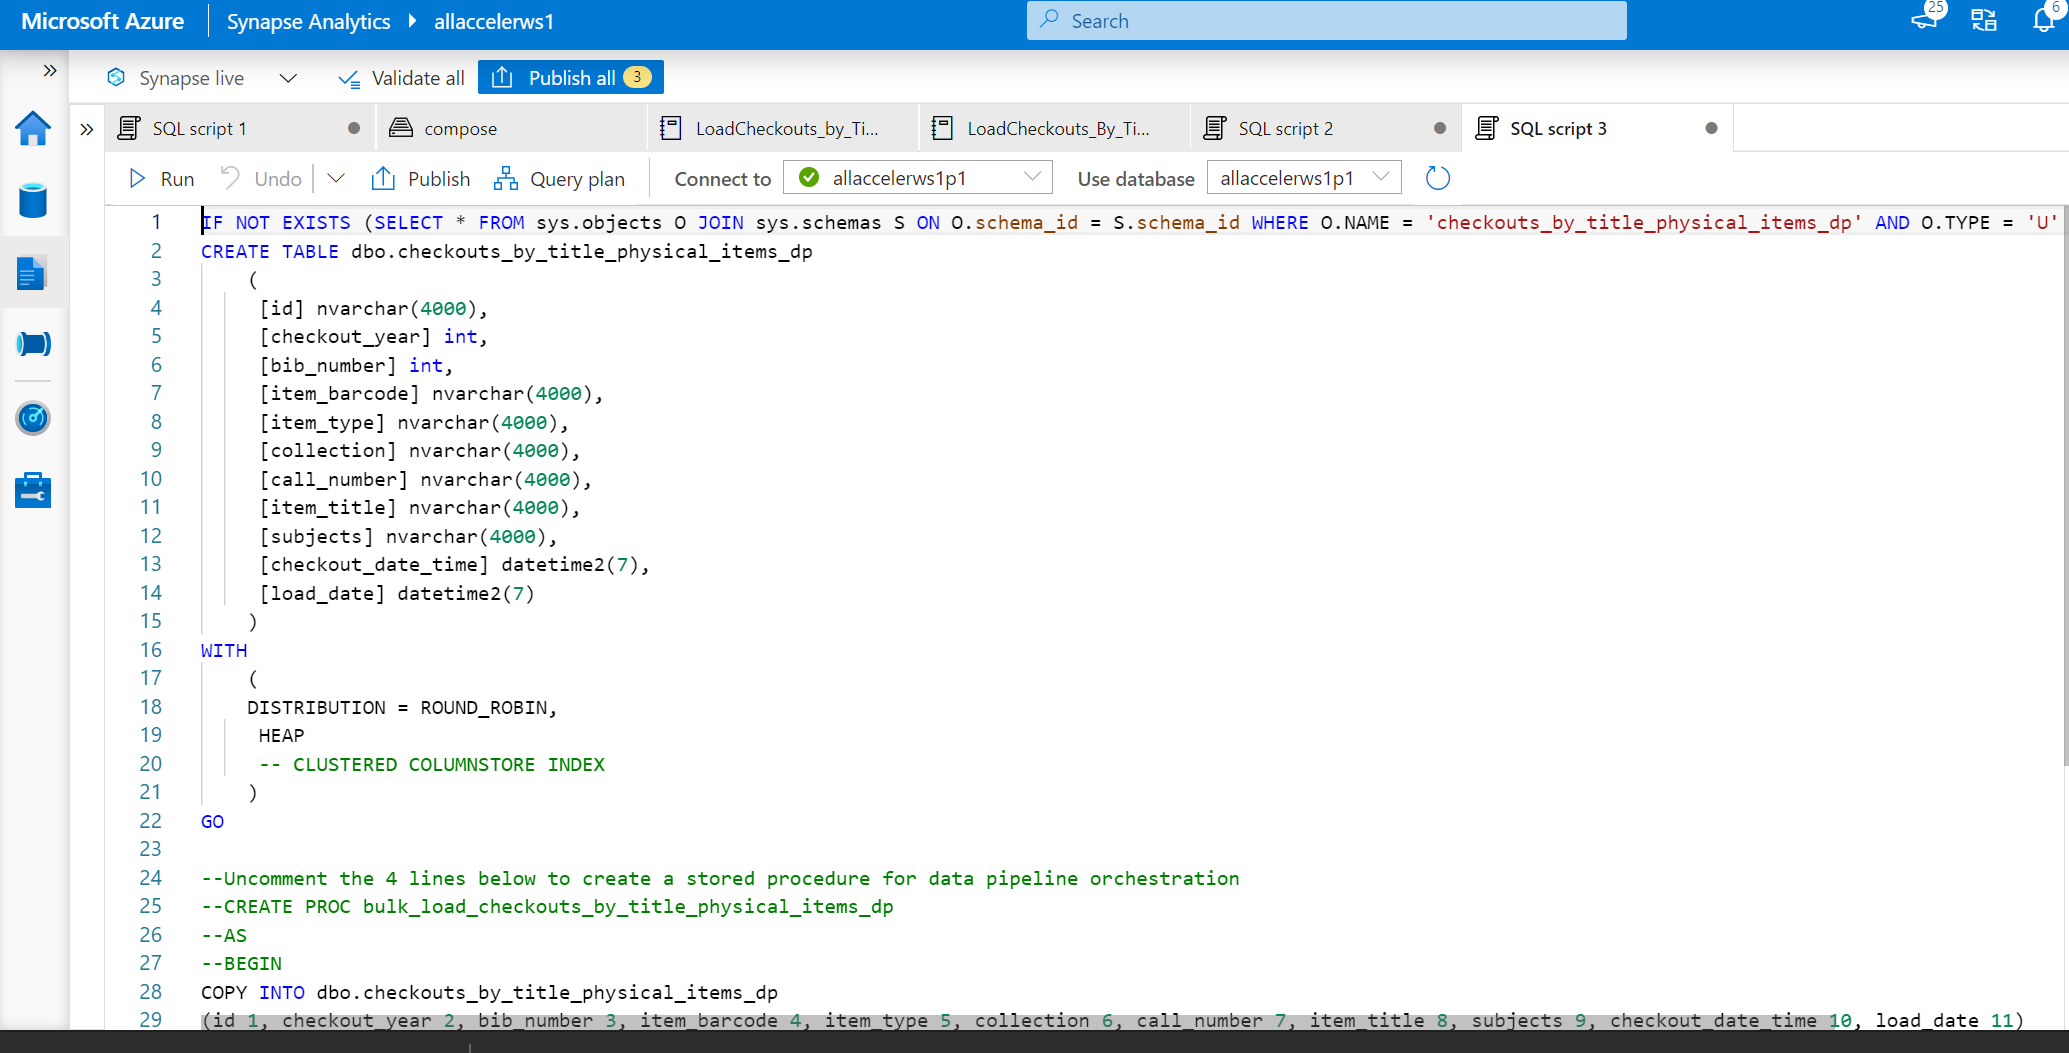 Microsoft Azure Synapse Analytics allaccelerws1 Search 25 6
Synapse live Validate all Publish all 3
SQL script 1 compose LoadCheckouts_by_Ti... LoadCheckouts_By_Ti... SQL script 2 SQL script 3
Run Undo Publish Query plan Connect to allaccelerws1p1 Use database allaccelerws1p1
1 IF NOT EXISTS (SELECT * FROM sys.objects O JOIN sys.schemas S ON O.schema_id = S.schema_id WHERE O.NAME = 'checkouts_by_title_physical_items_dp' AND O.TYPE = 'U'
2 CREATE TABLE dbo.checkouts_by_title_physical_items_dp
3 (
4 [id] nvarchar(4000),
5 [checkout_year] int,
6 [bib_number] int,
7 [item_barcode] nvarchar(4000),
8 [item_type] nvarchar(4000),
9 [collection] nvarchar(4000),
10 [call_number] nvarchar(4000),
11 [item_title] nvarchar(4000),
12 [subjects] nvarchar(4000),
13 [checkout_date_time] datetime2(7),
14 [load_date] datetime2(7)
15 )
16 WITH
17 (
18 DISTRIBUTION = ROUND_ROBIN,
19 HEAP
20 -- CLUSTERED COLUMNSTORE INDEX
21 )
22 GO
23
24 --Uncomment the 4 lines below to create a stored procedure for data pipeline orchestration
25 --CREATE PROC bulk_load_checkouts_by_title_physical_items_dp
26 --AS
27 --BEGIN
28 COPY INTO dbo.checkouts_by_title_physical_items_dp
29 (id 1, checkout_year 2, bib_number 3, item_barcode 4, item_type 5, collection 6, call_number 7, item_title 8, subjects 9, checkout_date_time 10, load_date 11)